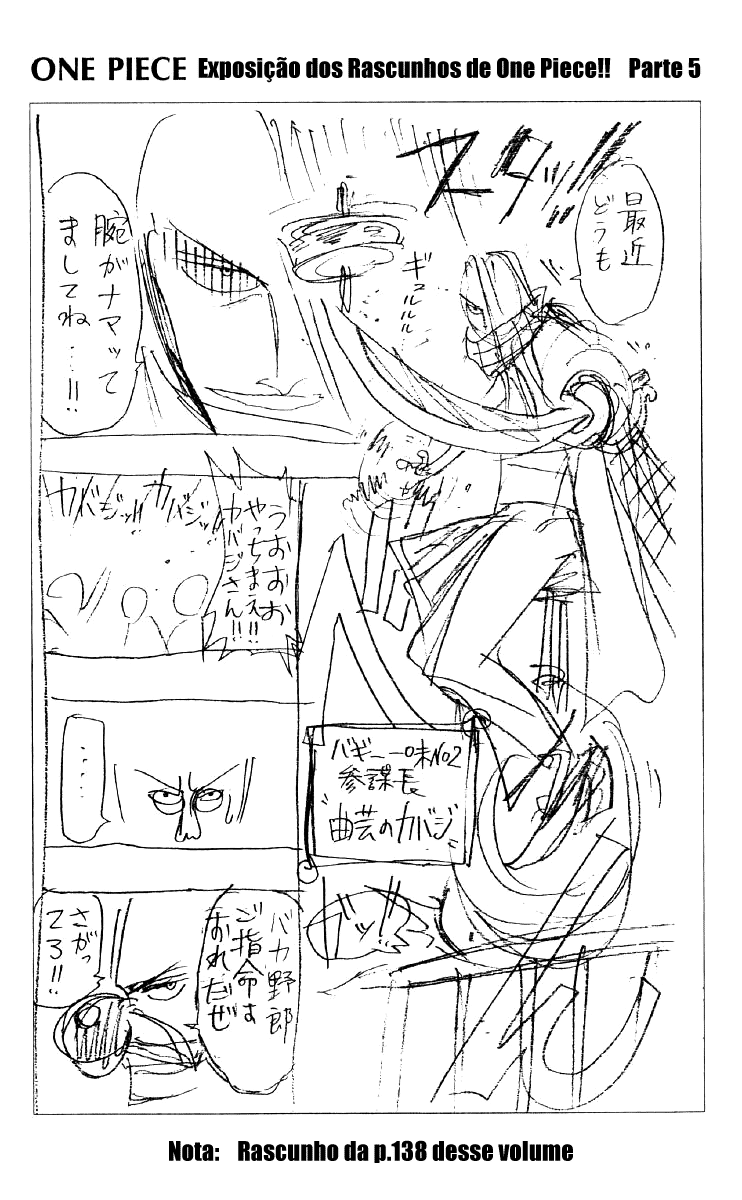 ONE PIECE Exposição dos Rascunhos de One Piece!! Parte 5
スタッ!!
最近
どうも
ギュルルル
腕がナマッて
ましてね…!!
うおおお
やっちまえ!!
カバジさん!!
カバジッ!!
カバジッ!!
バギー一味No2
参謀長
"曲芸のカバジ"
……
バカ野郎
ご指命は
おれだぜ
さがっ
てろ!!
Nota: Rascunho da p.138 desse volume